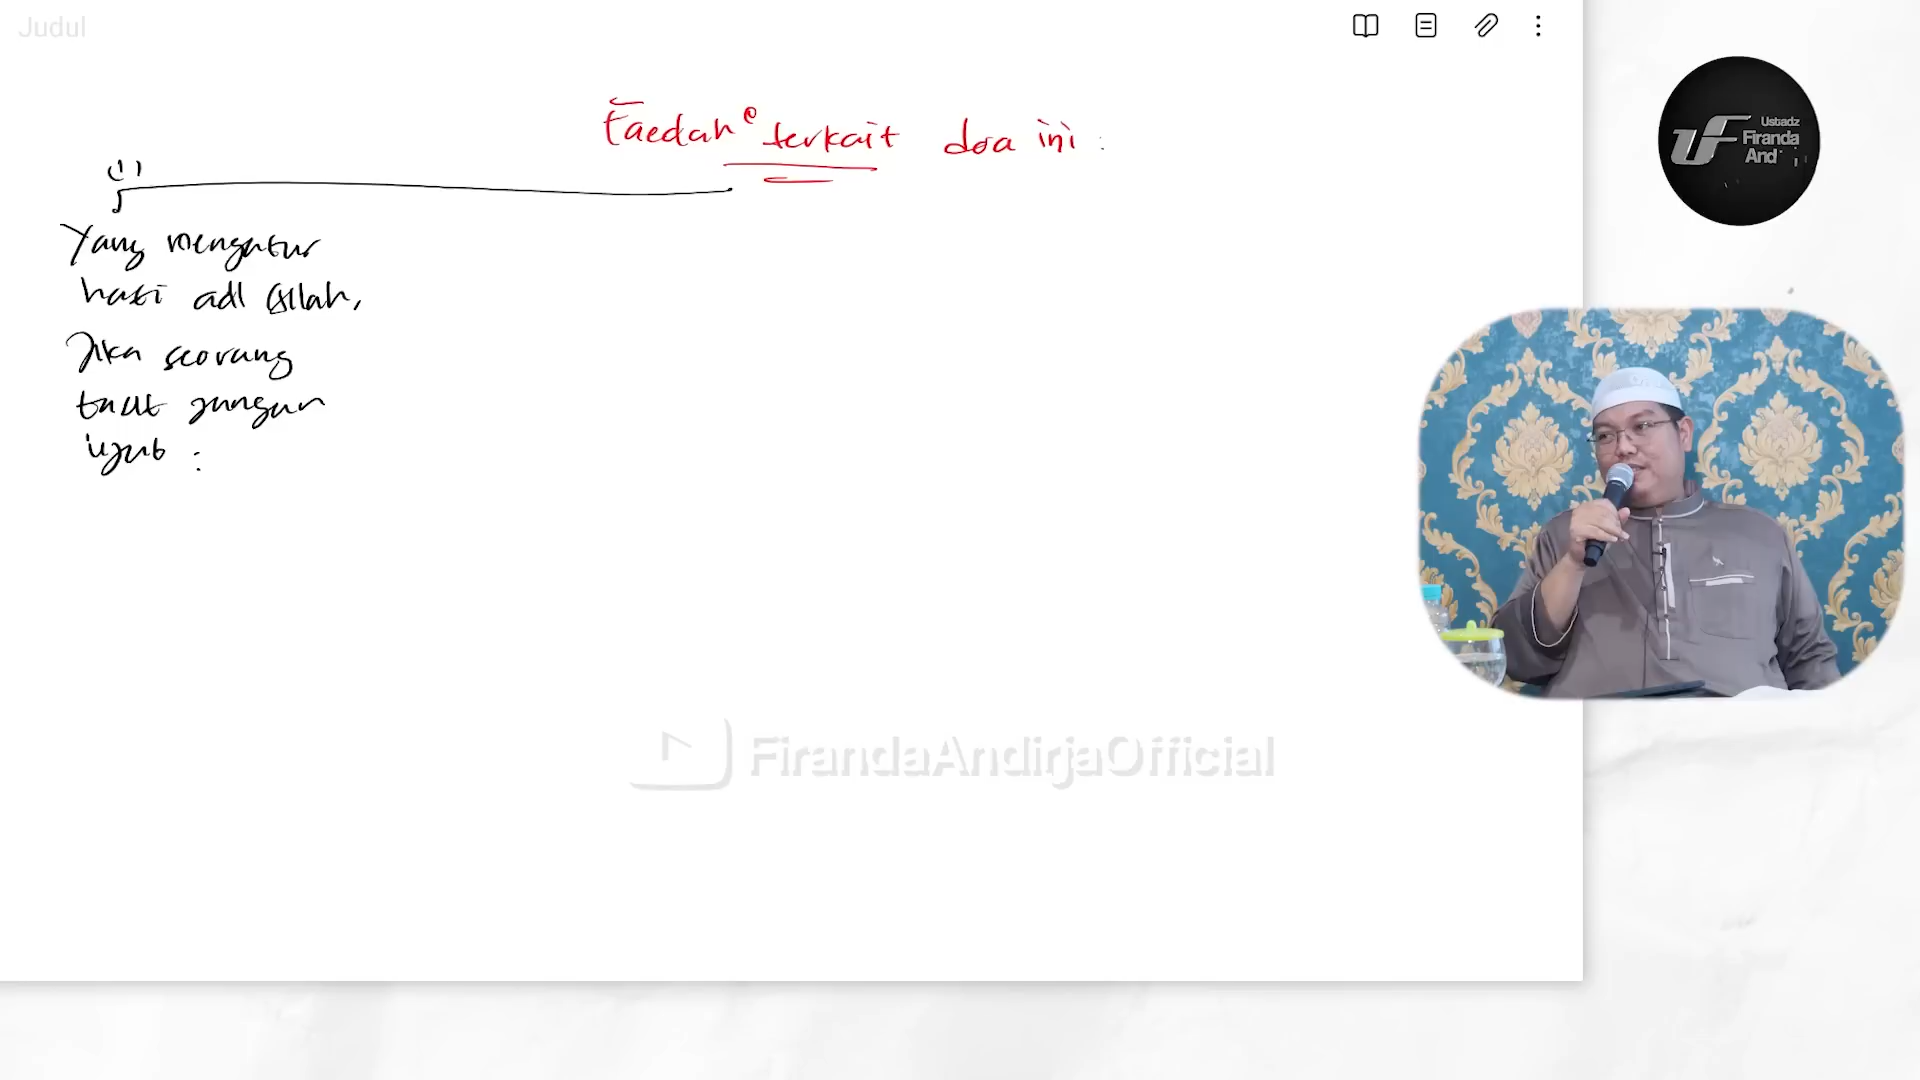 Judul
Faedah² terkait doa ini :
(1)
Yang mengatur
hati adl Allah,
Jika seorang
taat jangan
ujub :
Ustadz
Firanda
And
FirandaAndirjaOfficial